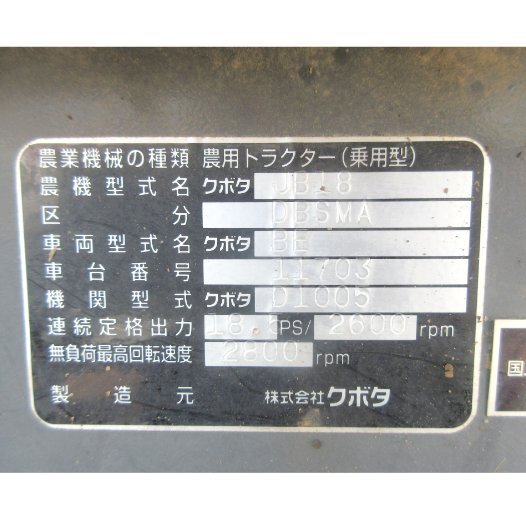 農業機械の種類 農用トラクター(乗用型)
農機型式名 クボタ JB18
区分 DBSMA
車両型式名 クボタ BE
車台番号 11703
機関型式 クボタ D1005
連続定格出力 18.5PS/2600rpm
無負荷最高回転速度 2800rpm
製造元 株式会社クボタ
国